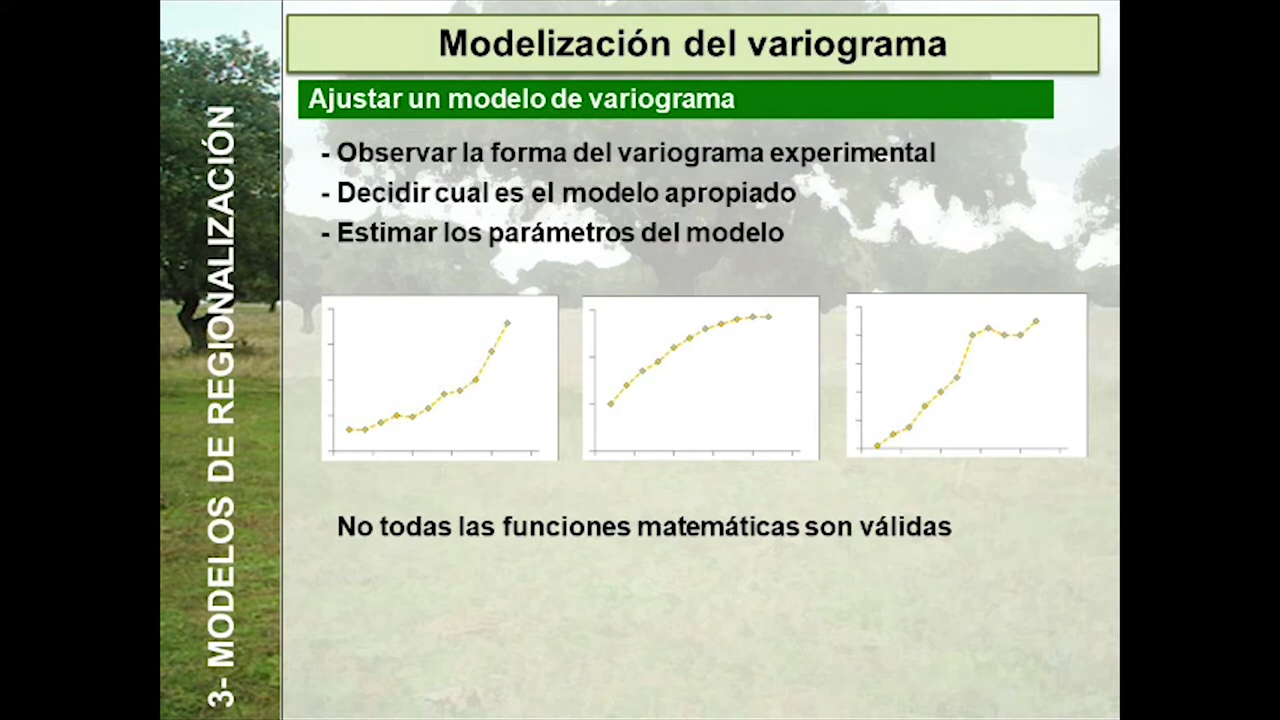 Modelización del variograma
Ajustar un modelo de variograma
- Observar la forma del variograma experimental
- Decidir cual es el modelo apropiado
- Estimar los parámetros del modelo
No todas las funciones matemáticas son válidas
3- MODELOS DE REGIONALIZACIÓN